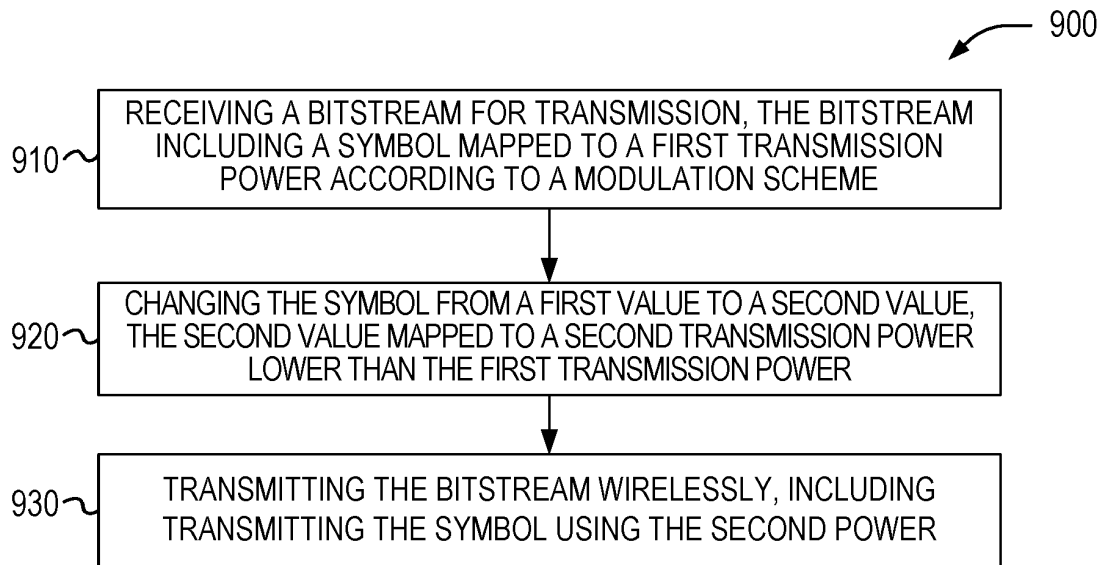 900
RECEIVING A BITSTREAM FOR TRANSMISSION, THE BITSTREAM
INCLUDING A SYMBOL MAPPED TO A FIRST TRANSMISSION
910
POWER ACCORDING TO A MODULATION SCHEME
CHANGING THE SYMBOL FROM A FIRST VALUE TO A SECOND VALUE,
920
THE SECOND VALUE MAPPED TO A SECOND TRANSMISSION POWER
LOWER THAN THE FIRST TRANSMISSION POWER
930
TRANSMITTING THE BITSTREAM WIRELESSLY, INCLUDING
TRANSMITTING THE SYMBOL USING THE SECOND POWER